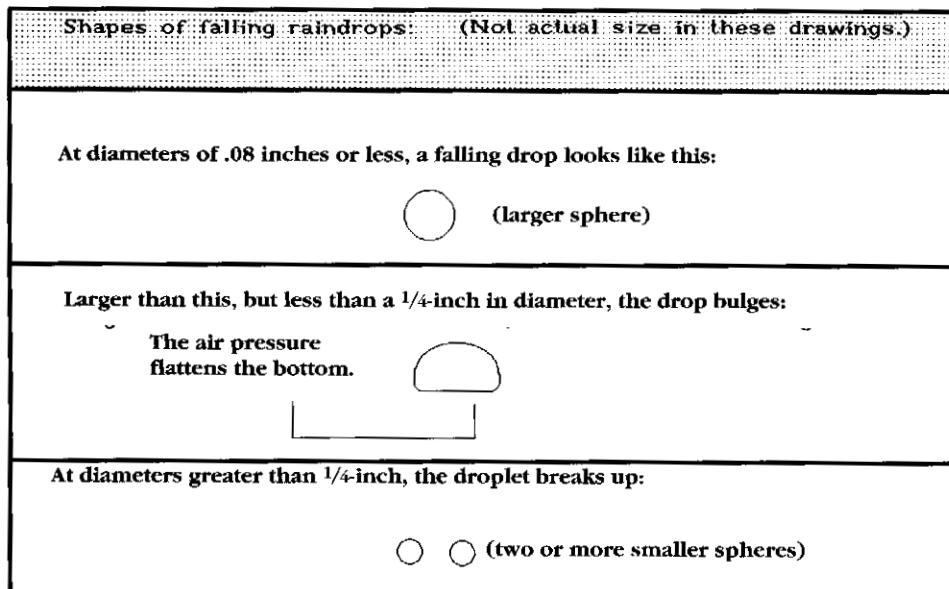 Shapes of falling raindrops: (Not actual size in these drawings.)
At diameters of .08 inches or less, a falling drop looks like this:
(larger sphere)
Larger than this, but less than a 1/4-inch in diameter, the drop bulges:
The air pressure
flattens the bottom.
At diameters greater than 1/4-inch, the droplet breaks up:
(two or more smaller spheres)